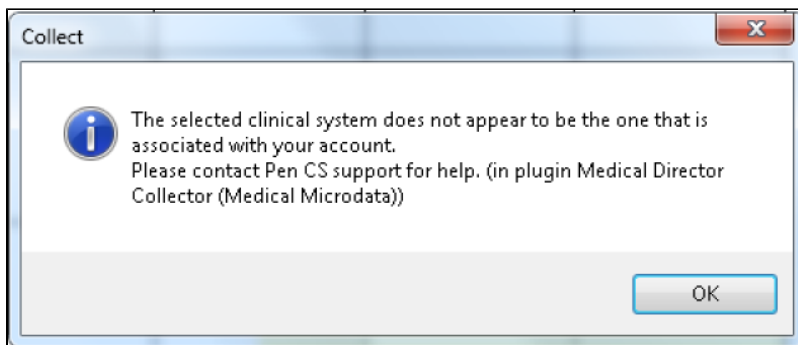 Collect
The selected clinical system does not appear to be the one that is
associated with your account.
Please contact Pen CS support for help. (in plugin Medical Director
Collector (Medical Microdata))
OK